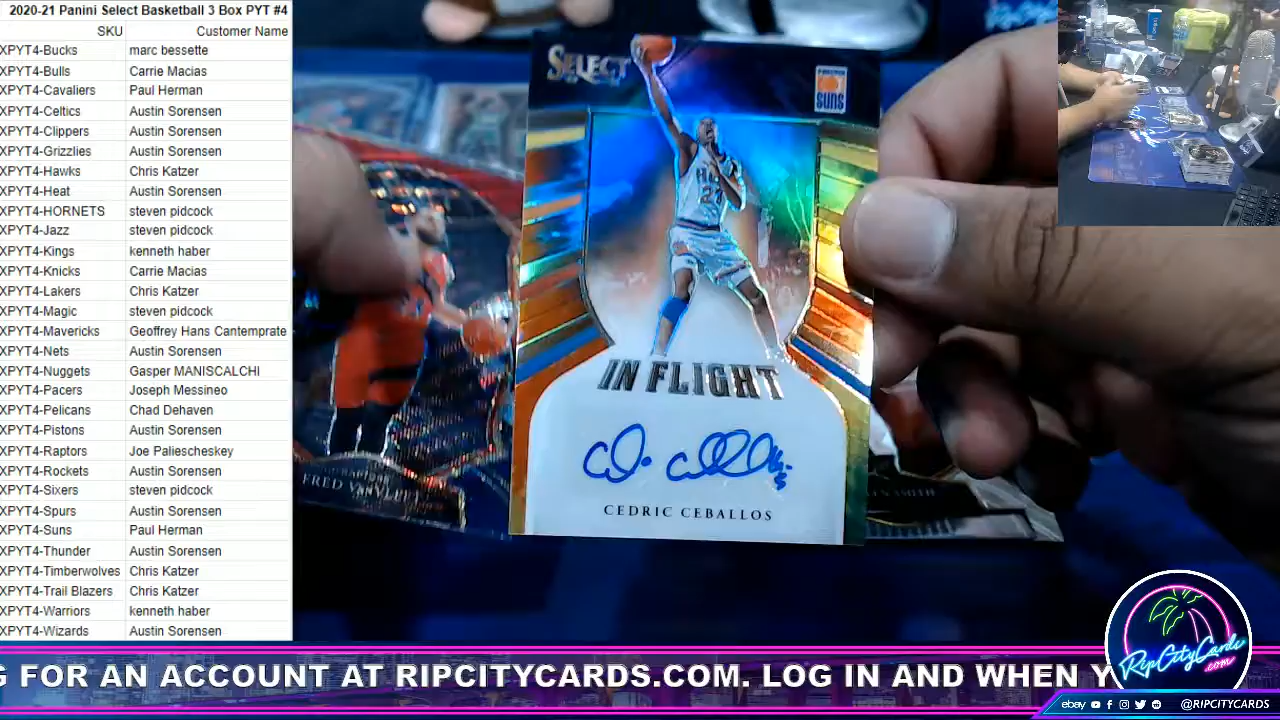 2020-21 Panini Select Basketball 3 Box PYT #4
SKU Customer Name
XPYT4-Bucks marc bessette
XPYT4-Bulls Carrie Macias
XPYT4-Cavaliers Paul Herman
XPYT4-Celtics Austin Sorensen
XPYT4-Clippers Austin Sorensen
XPYT4-Grizzlies Austin Sorensen
XPYT4-Hawks Chris Katzer
XPYT4-Heat Austin Sorensen
XPYT4-HORNETS steven pidcock
XPYT4-Jazz steven pidcock
XPYT4-Kings kenneth haber
XPYT4-Knicks Carrie Macias
XPYT4-Lakers Chris Katzer
XPYT4-Magic steven pidcock
XPYT4-Mavericks Geoffrey Hans Cantemprate
XPYT4-Nets Austin Sorensen
XPYT4-Nuggets Gasper MANISCALCHI
XPYT4-Pacers Joseph Messineo
XPYT4-Pelicans Chad Dehaven
XPYT4-Pistons Austin Sorensen
XPYT4-Raptors Joe Paliescheskey
XPYT4-Rockets Austin Sorensen
XPYT4-Sixers steven pidcock
XPYT4-Spurs Austin Sorensen
XPYT4-Suns Paul Herman
XPYT4-Thunder Austin Sorensen
XPYT4-Timberwolves Chris Katzer
XPYT4-Trail Blazers Chris Katzer
XPYT4-Warriors kenneth haber
XPYT4-Wizards Austin Sorensen
SELECT
SUNS
IN FLIGHT
CEDRIC CEBALLOS
FRED VANVLEET
SMITH
FOR AN ACCOUNT AT RIPCITYCARDS.COM. LOG IN AND WHEN
RipCityCards
.com
ebay @RIPCITYCARDS